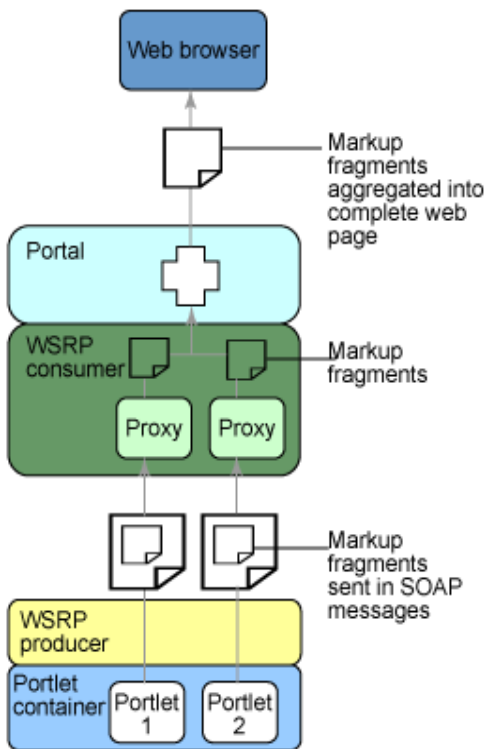 Web browser
Markup
fragments
aggregated into
complete web
page
Portal
WSRP
consumer
Markup
fragments
Proxy
Proxy
Markup
fragments
sent in SOAP
messages
WSRP
producer
Portlet
container
Portlet
1
Portlet
2